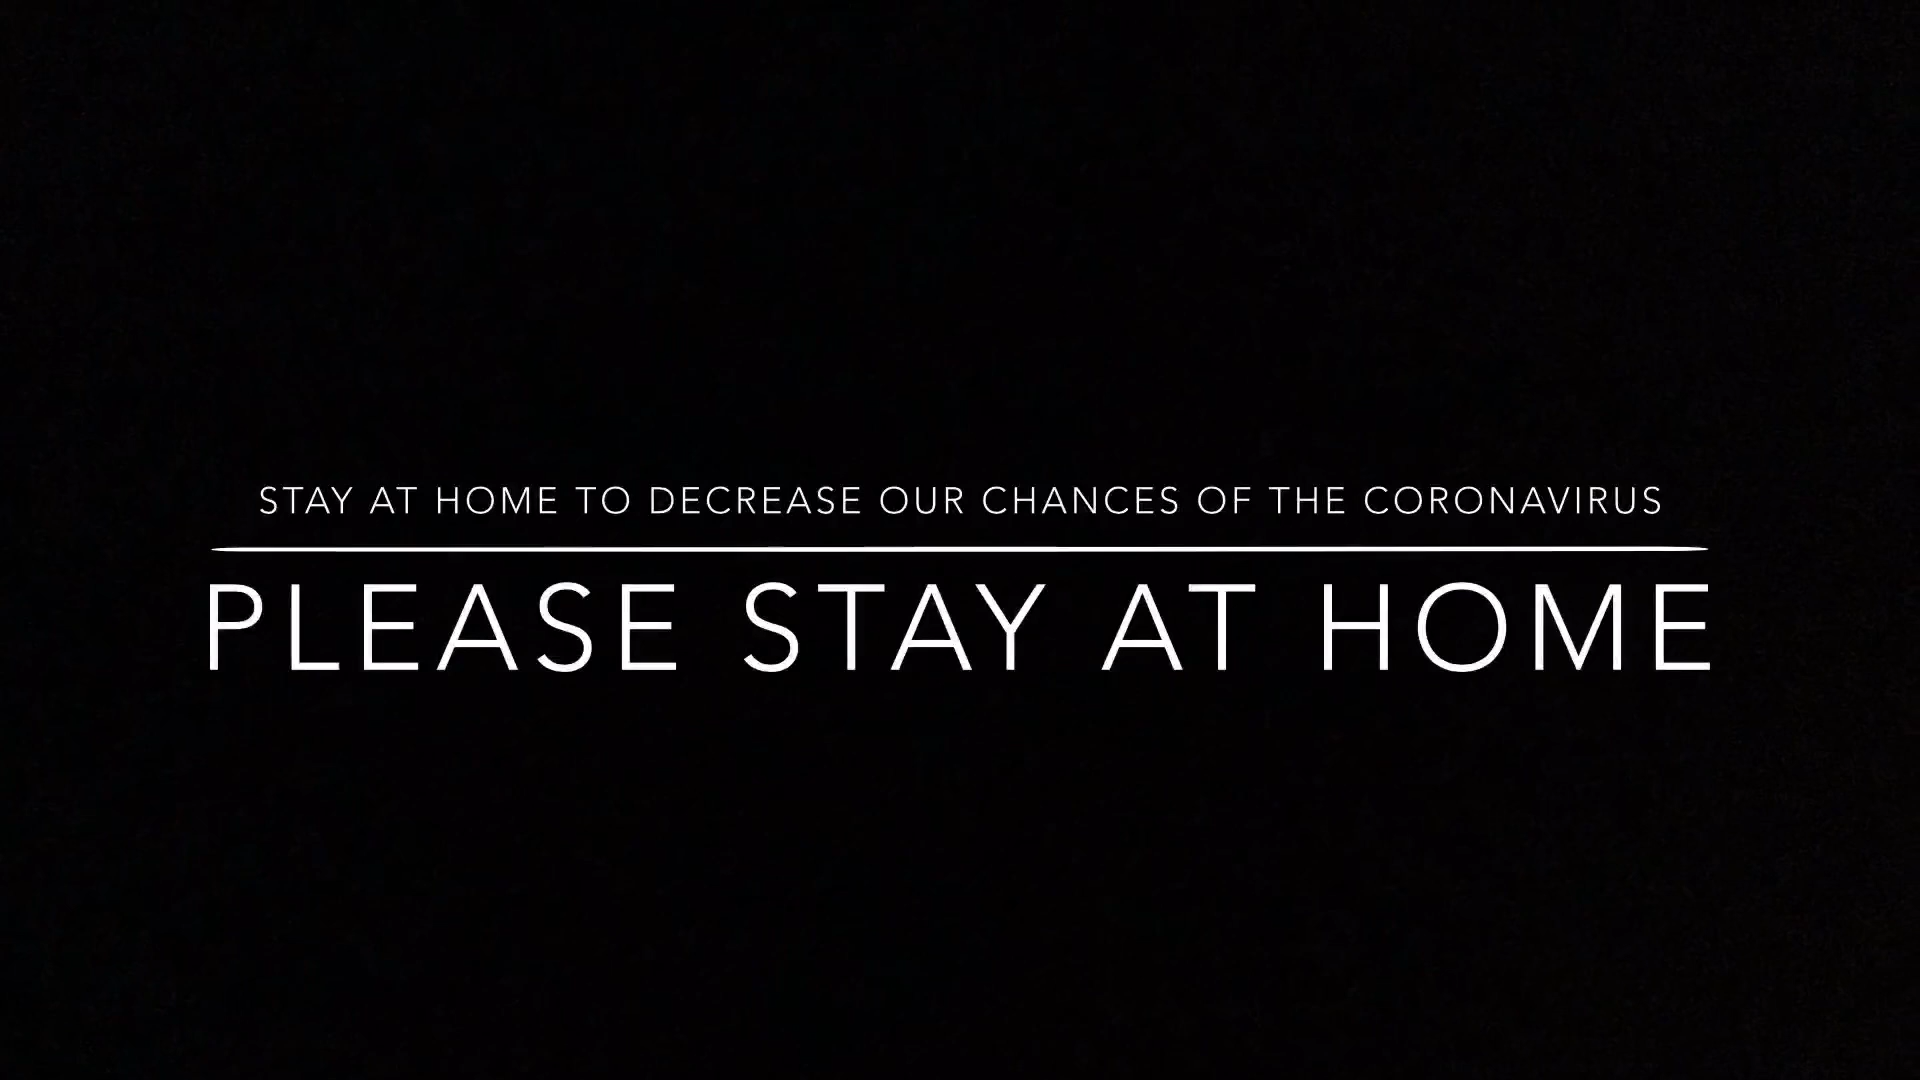 STAY AT HOME TO DECREASE OUR CHANCES OF THE CORONAVIRUS
PLEASE STAY AT HOME